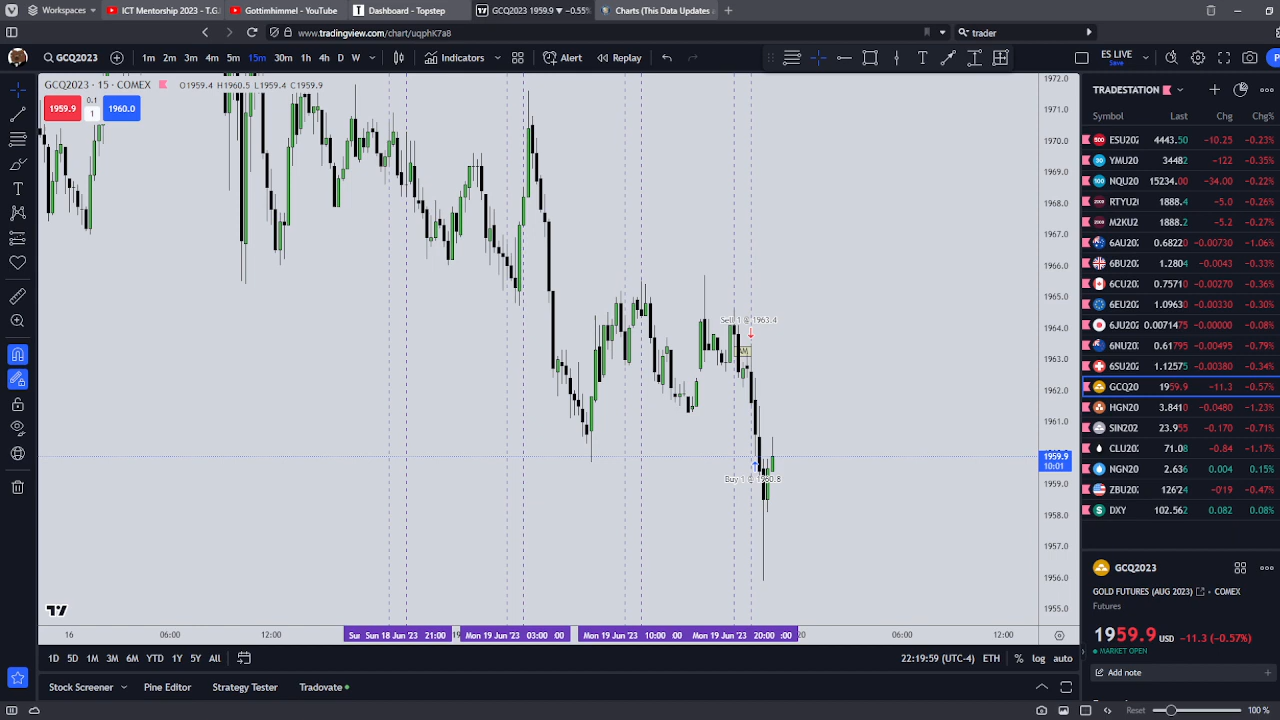 Workspaces
ICT Mentorship 2023 - T.G.
Gottimhimmel - YouTube
Dashboard - Topstep
GCQ2023 1959.9 ▼ -0.55%
Charts (This Data Updates
www.tradingview.com/chart/uqphK7a8
trader
GCQ2023
1m 2m 3m 4m 5m 15m 30m 1h 4h D W
Indicators
Alert
Replay
ES LIVE
Save
GCQ2023 · 15 · COMEX
O1959.4 H1960.5 L1959.4 C1959.9
1959.9
0.1
1
1960.0
Sell 1 @ 1963.4
Buy 1 @ 1960.8
1972.0
1971.0
1970.0
1969.0
1968.0
1967.0
1966.0
1965.0
1964.0
1963.0
1962.0
1961.0
1959.9
10:01
1959.0
1958.0
1957.0
1956.0
1955.0
16
06:00
12:00
Sun 18 Jun '23 21:00
Mon 19 Jun '23 03:00 :00
Mon 19 Jun '23 10:00 :00
Mon 19 Jun '23 20:00 :00
20
06:00
12:00
1D 5D 1M 3M 6M YTD 1Y 5Y All
22:19:59 (UTC-4) ETH % log auto
Stock Screener
Pine Editor
Strategy Tester
Tradovate
TRADESTATION
Symbol Last Chg Chg%
ESU202 4443.50 −10.25 −0.23%
YMU20 34482 −122 −0.35%
NQU20 15234.00 −34.00 −0.22%
RTYU20 1888.4 −5.0 −0.26%
M2KU2 1888.2 −5.2 −0.27%
6AU202 0.68220 −0.00730 −1.06%
6BU202 1.2804 −0.0043 −0.33%
6CU202 0.75710 −0.00270 −0.36%
6EU202 1.0963 −0.00330 −0.30%
6JU202 0.0071475 −0.00000 −0.08%
6NU202 0.61795 −0.00495 −0.79%
6SU202 1.12575 −0.00380 −0.34%
GCQ20 1959.9 −11.3 −0.57%
HGN20 3.8410 −0.0480 −1.23%
SIN202 23.955 −0.170 −0.71%
CLU202 71.08 −0.84 −1.17%
NGN20 2.636 0.004 0.15%
ZBU202 126'24 −0'19 −0.47%
DXY 102.562 0.082 0.08%
GCQ2023
GOLD FUTURES (AUG 2023) · COMEX
Futures
1959.9 USD −11.3 (−0.57%)
MARKET OPEN
Add note
Reset
100 %